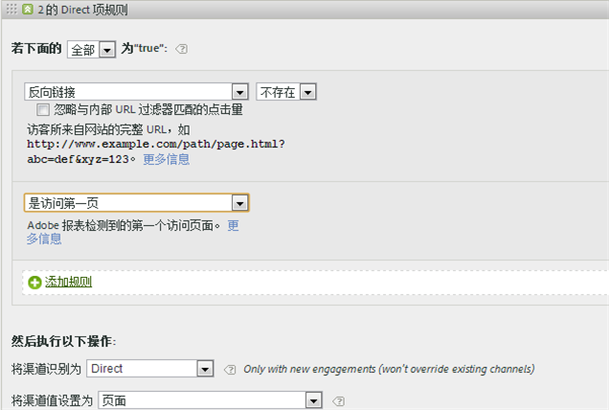 2 的 Direct 项规则
若下面的 全部 为"true":
反向链接 不存在
忽略与内部 URL 过滤器匹配的点击量
访客所来自网站的完整 URL，如
http://www.example.com/path/page.html?
abc=def&xyz=123。 更多信息
是访问第一页
Adobe 报表检测到的第一个访问页面。 更
多信息
添加规则
然后执行以下操作:
将渠道识别为 Direct Only with new engagements (won't override existing channels)
将渠道值设置为 页面